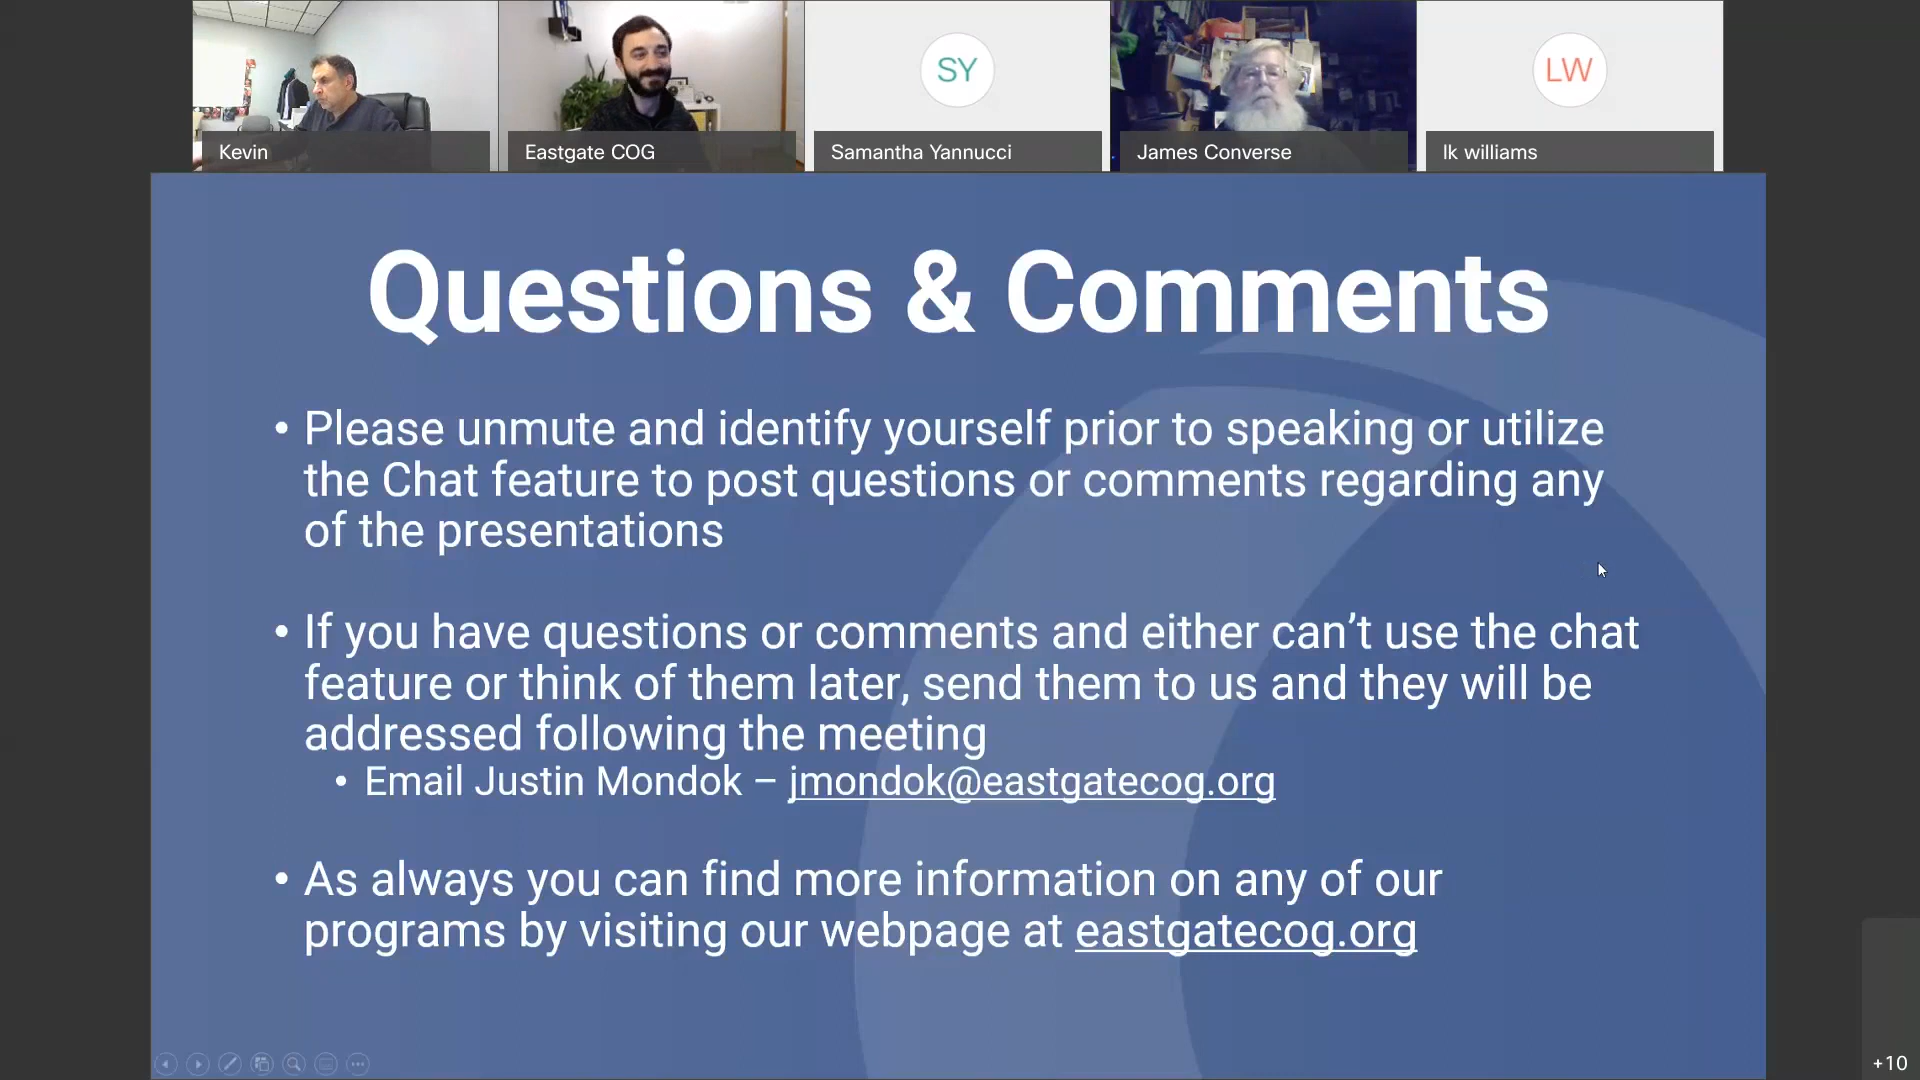 Kevin
Eastgate COG
SY
Samantha Yannucci
James Converse
LW
lk williams
Questions & Comments
• Please unmute and identify yourself prior to speaking or utilize
the Chat feature to post questions or comments regarding any
of the presentations
• If you have questions or comments and either can’t use the chat
feature or think of them later, send them to us and they will be
addressed following the meeting
• Email Justin Mondok – jmondok@eastgatecog.org
• As always you can find more information on any of our
programs by visiting our webpage at eastgatecog.org
+10